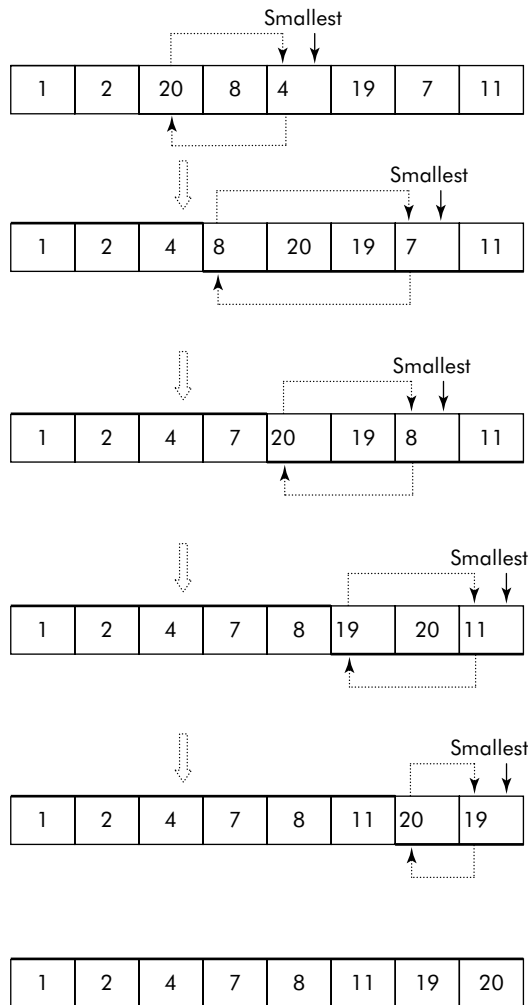 Smallest
1 2 20 8 4 19 7 11
Smallest
1 2 4 8 20 19 7 11
Smallest
1 2 4 7 20 19 8 11
Smallest
1 2 4 7 8 19 20 11
Smallest
1 2 4 7 8 11 20 19
1 2 4 7 8 11 19 20